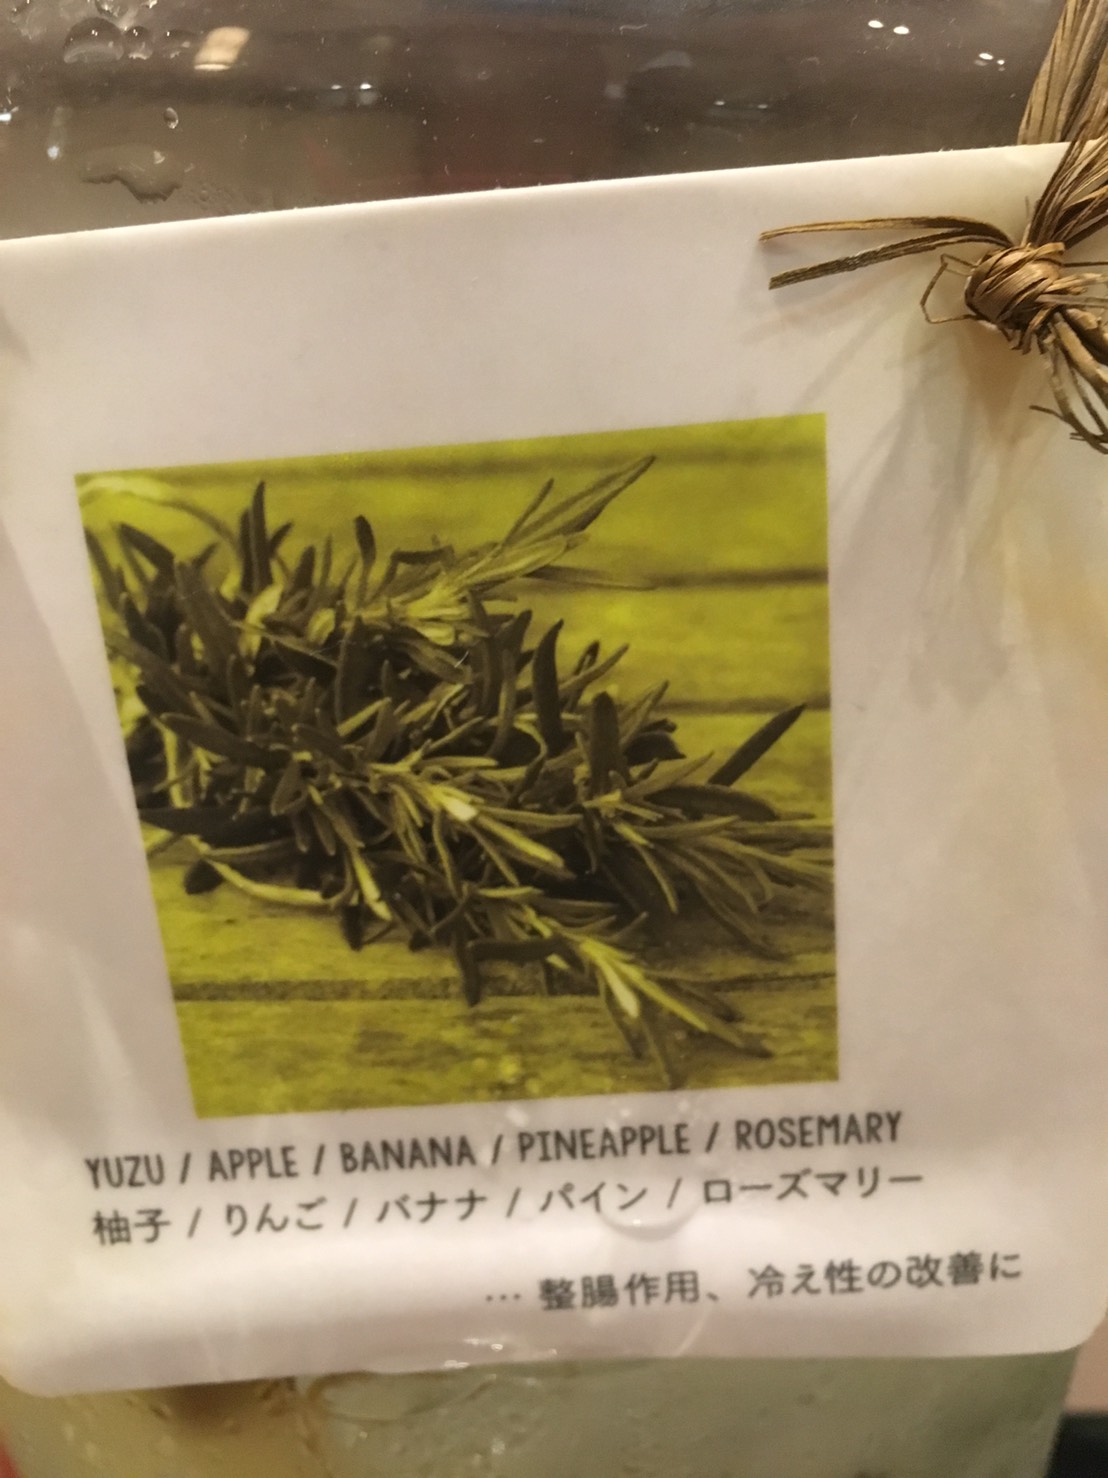 YUZU / APPLE / BANANA / PINEAPPLE / ROSEMARY
柚子 / りんご / バナナ / パイン / ローズマリー
… 整腸作用、冷え性の改善に